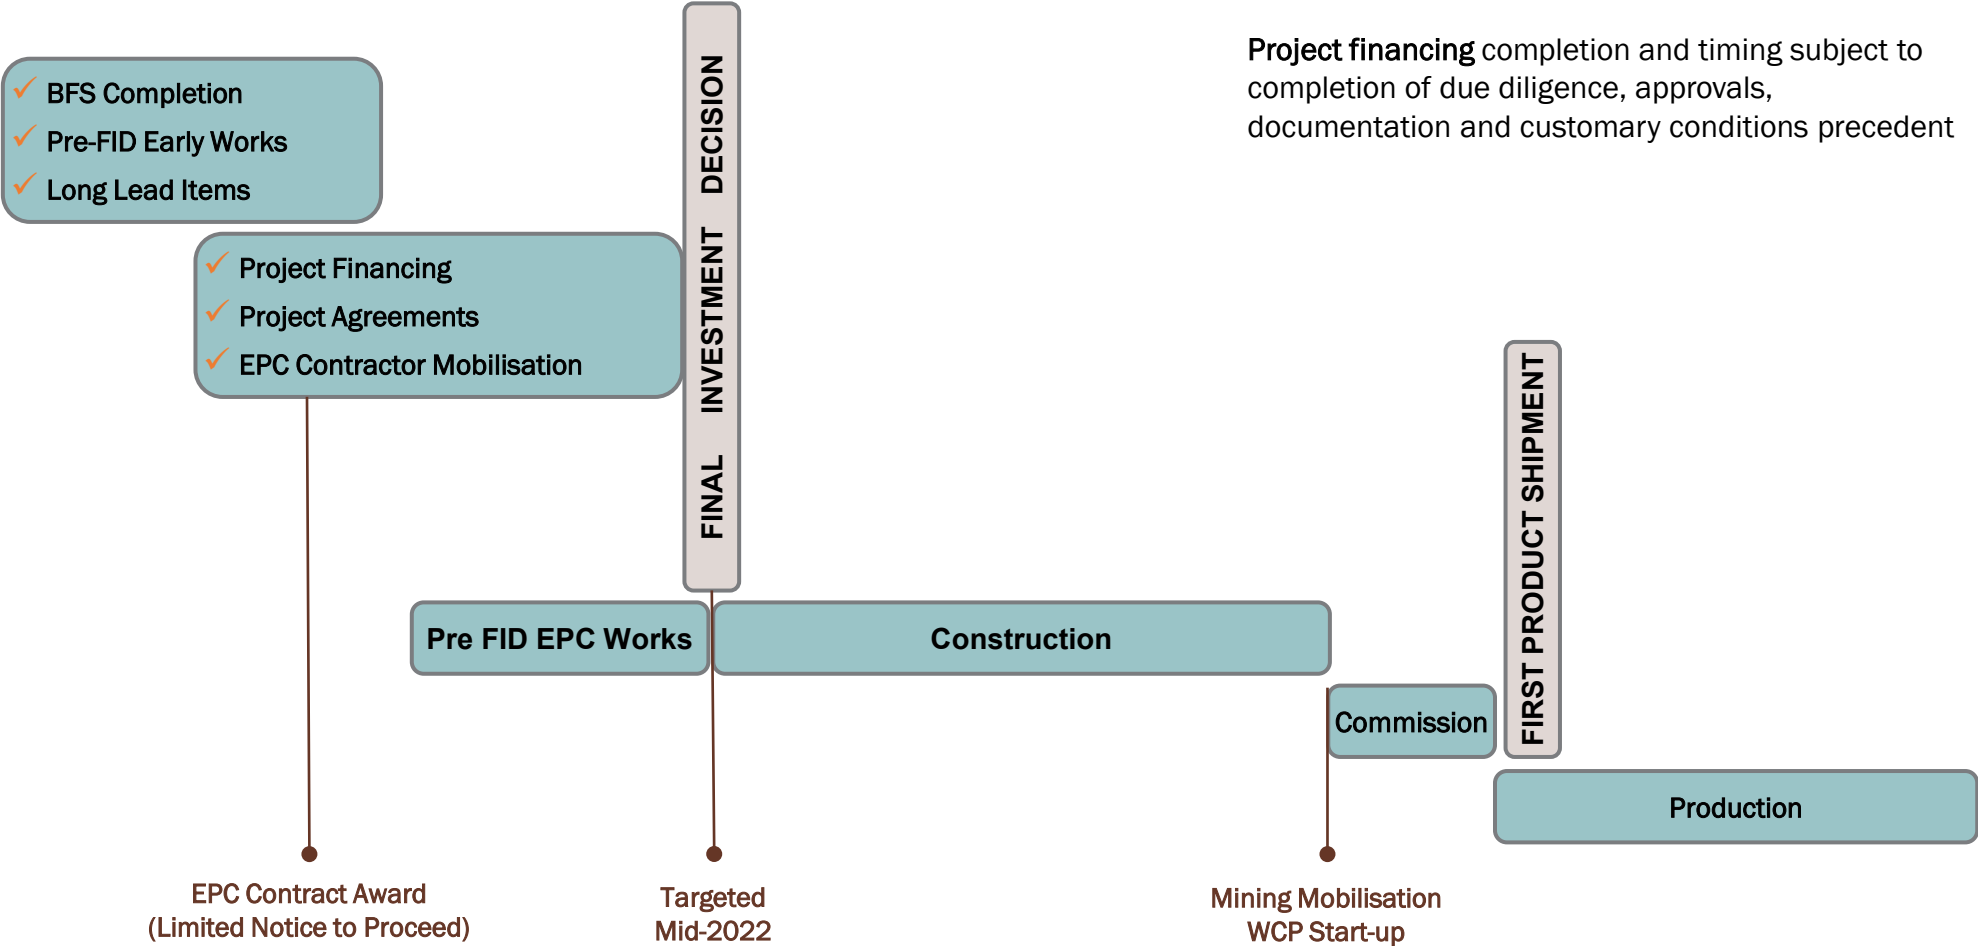 Project financing completion and timing subject to
completion of due diligence, approvals,
documentation and customary conditions precedent
BFS Completion
Pre-FID Early Works
Long Lead Items
Project Financing
Project Agreements
EPC Contractor Mobilisation
FINAL INVESTMENT DECISION
FIRST PRODUCT SHIPMENT
Pre FID EPC Works
Construction
Commission
Production
EPC Contract Award
(Limited Notice to Proceed)
Targeted
Mid-2022
Mining Mobilisation
WCP Start-up